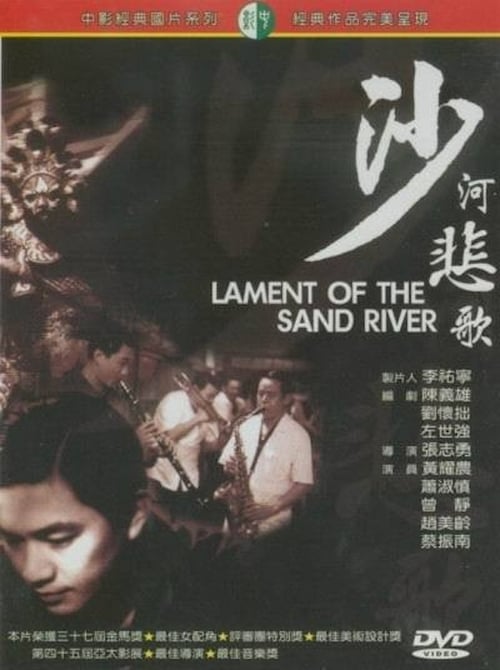 中影經典國片系列 經典作品完美呈現
沙河悲歌
LAMENT OF THE
SAND RIVER
製片人 李祐寧
編劇 陳義雄
劉懷拙
左世強
導演 張志勇
演員 黃耀農
蕭淑慎
曾靜
趙美齡
蔡振南
本片榮獲三十七屆金馬獎★最佳女配角★評審團特別獎★最佳美術設計獎
第四十五屆亞太影展★最佳導演★最佳音樂獎
DVD
VIDEO